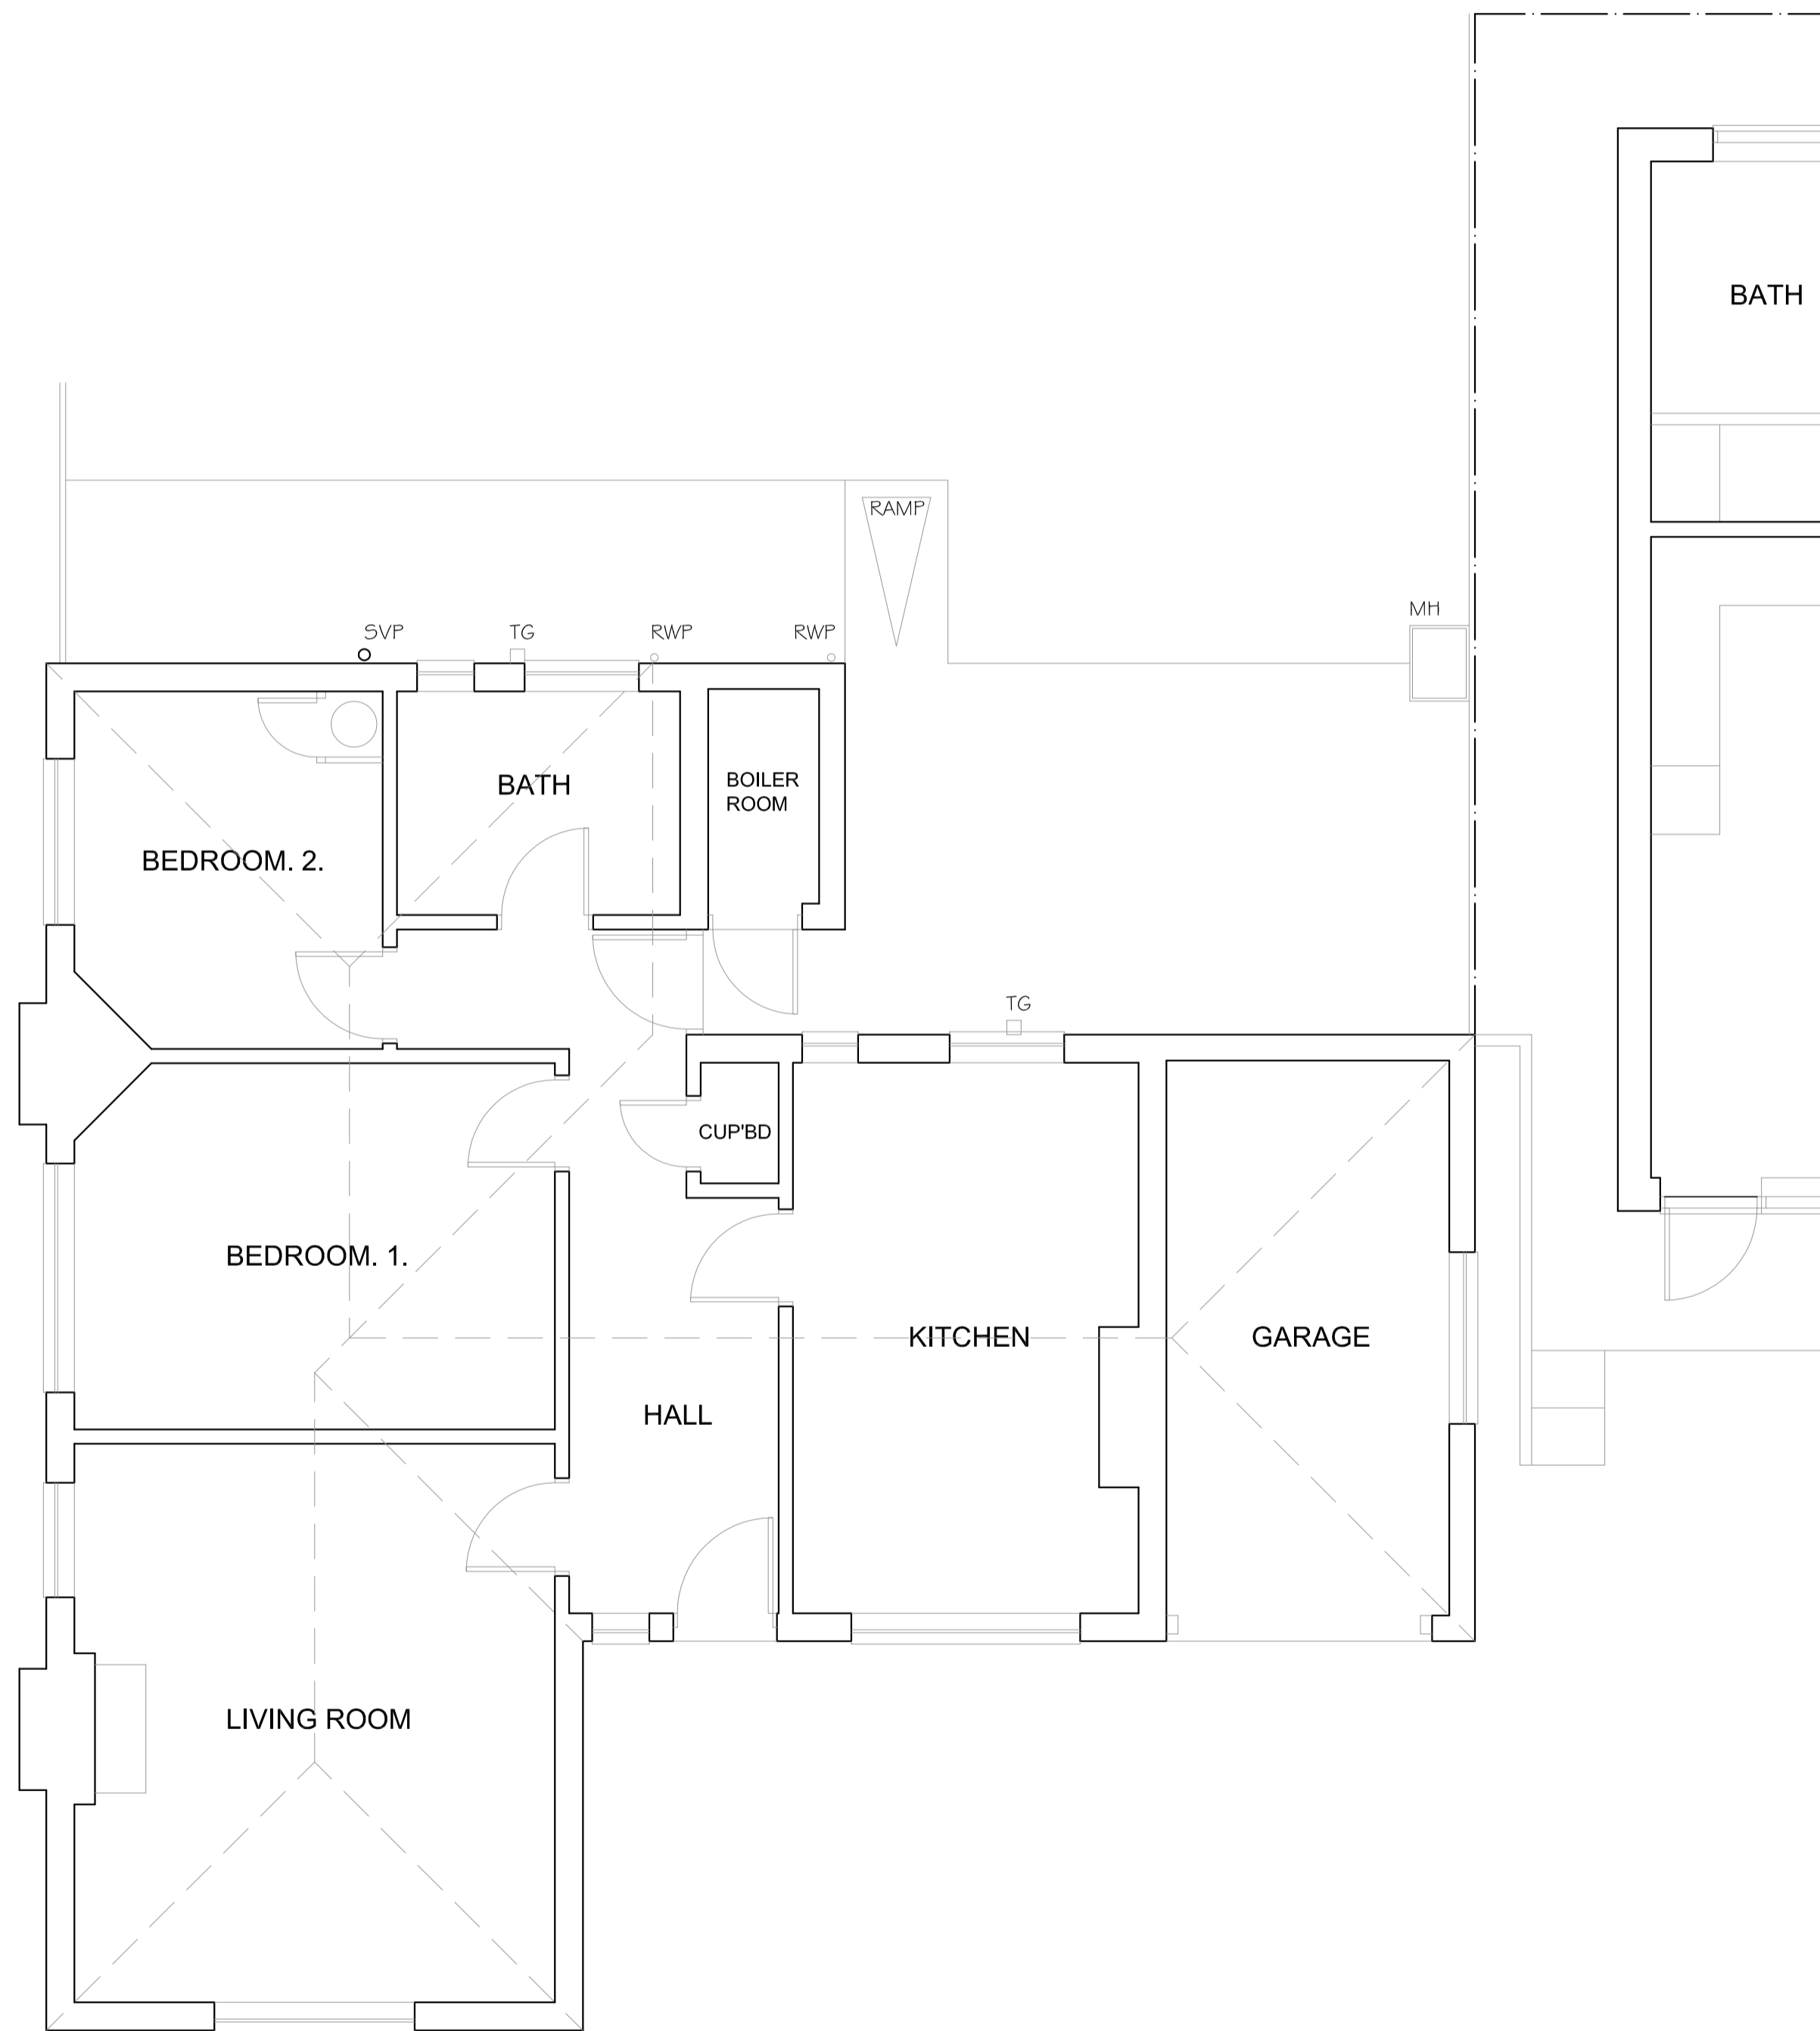 BATH
RAMP
MH
SVP
TG
RWP
RWP
BATH
BOILER
ROOM
BEDROOM. 2.
TG
CUP'BD
BEDROOM. 1.
KITCHEN
GARAGE
HALL
LIVING ROOM